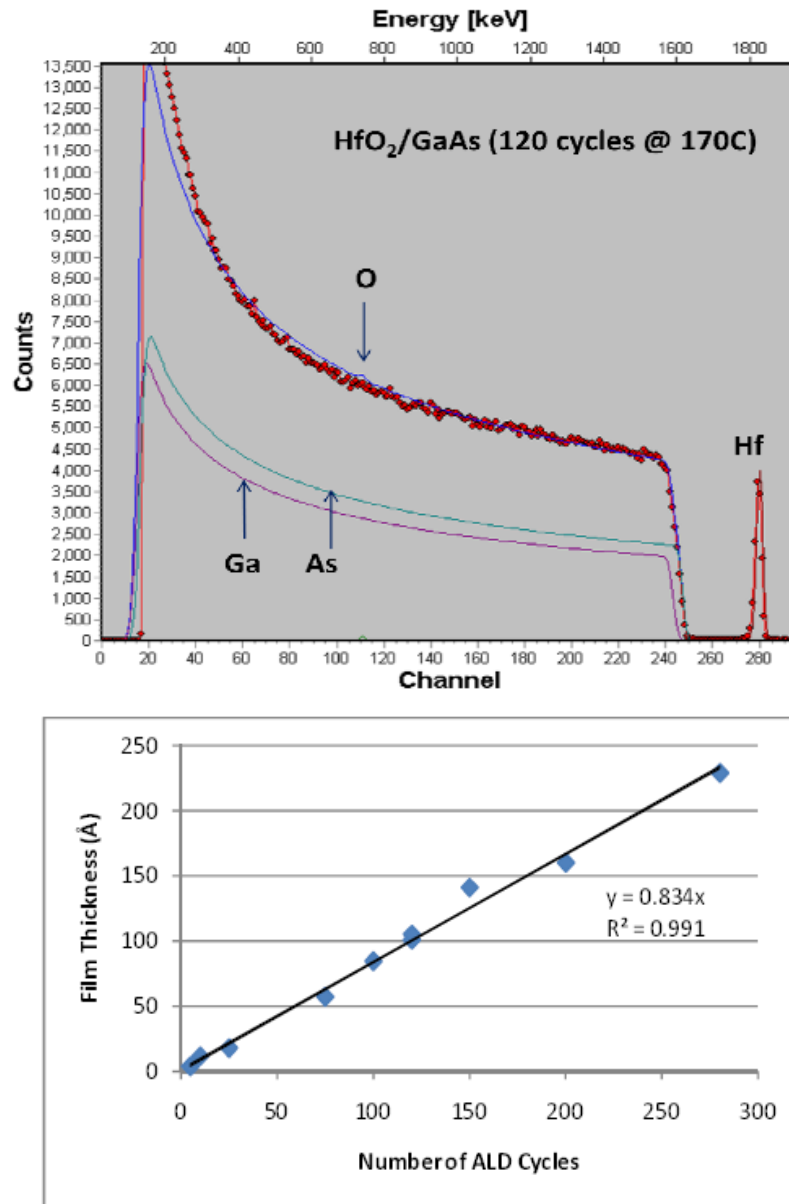 Energy [keV]
200 400 600 800 1000 1200 1400 1600 1800
13,500
13,000
12,500
12,000
11,500
11,000
10,500
10,000
9,500
9,000
8,500
8,000
7,500
7,000
6,500
6,000
5,500
5,000
4,500
4,000
3,500
3,000
2,500
2,000
1,500
1,000
500
0
Counts
HfO₂/GaAs (120 cycles @ 170C)
O
Hf
Ga As
0 20 40 60 80 100 120 140 160 180 200 220 240 260 280
Channel
250
200
150
100
50
0
Film Thickness (Å)
y = 0.834x
R² = 0.991
0 50 100 150 200 250 300
Number of ALD Cycles